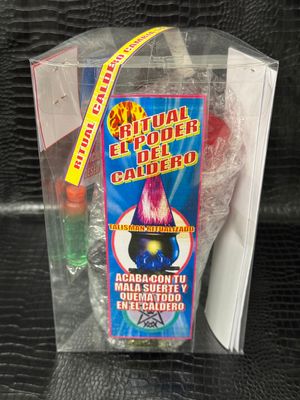 RITUAL CALDERO
RITUAL
EL PODER
DEL
CALDERO
TALISMAN RITUALIZADO
ACABA CON TU
MALA SUERTE Y
QUEMA TODO
EN EL CALDERO